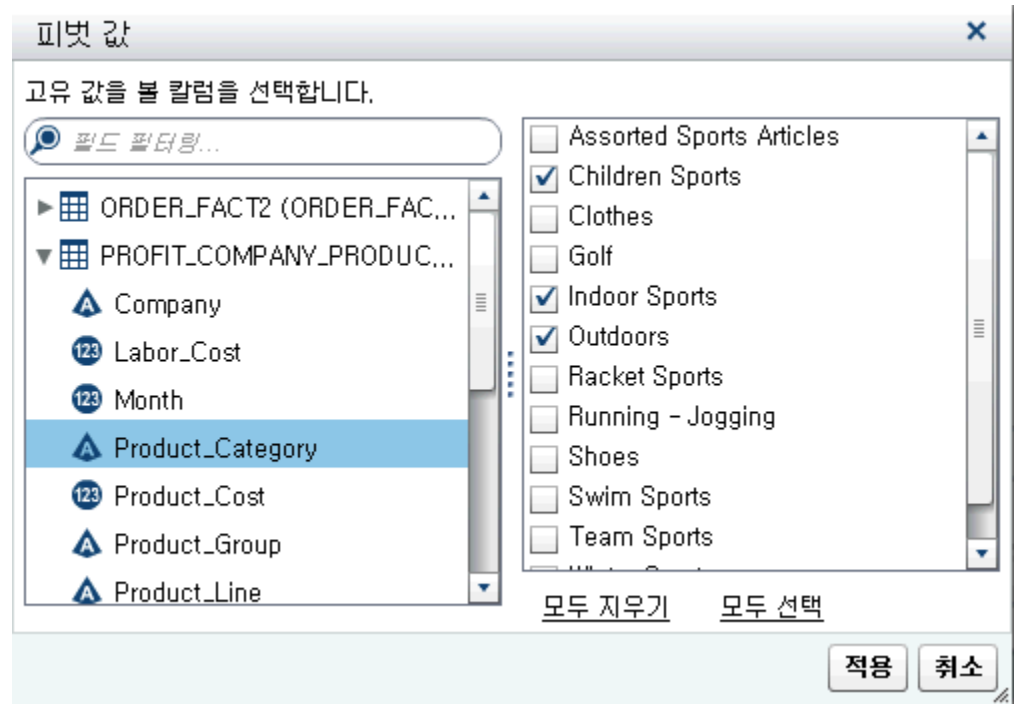 피벗 값
고유 값을 볼 칼럼을 선택합니다.
필드 필터링...
ORDER_FACT2 (ORDER_FAC...
PROFIT_COMPANY_PRODUC...
Company
Labor_Cost
Month
Product_Category
Product_Cost
Product_Group
Product_Line
Assorted Sports Articles
Children Sports
Clothes
Golf
Indoor Sports
Outdoors
Racket Sports
Running - Jogging
Shoes
Swim Sports
Team Sports
모두 지우기 모두 선택
적용 취소